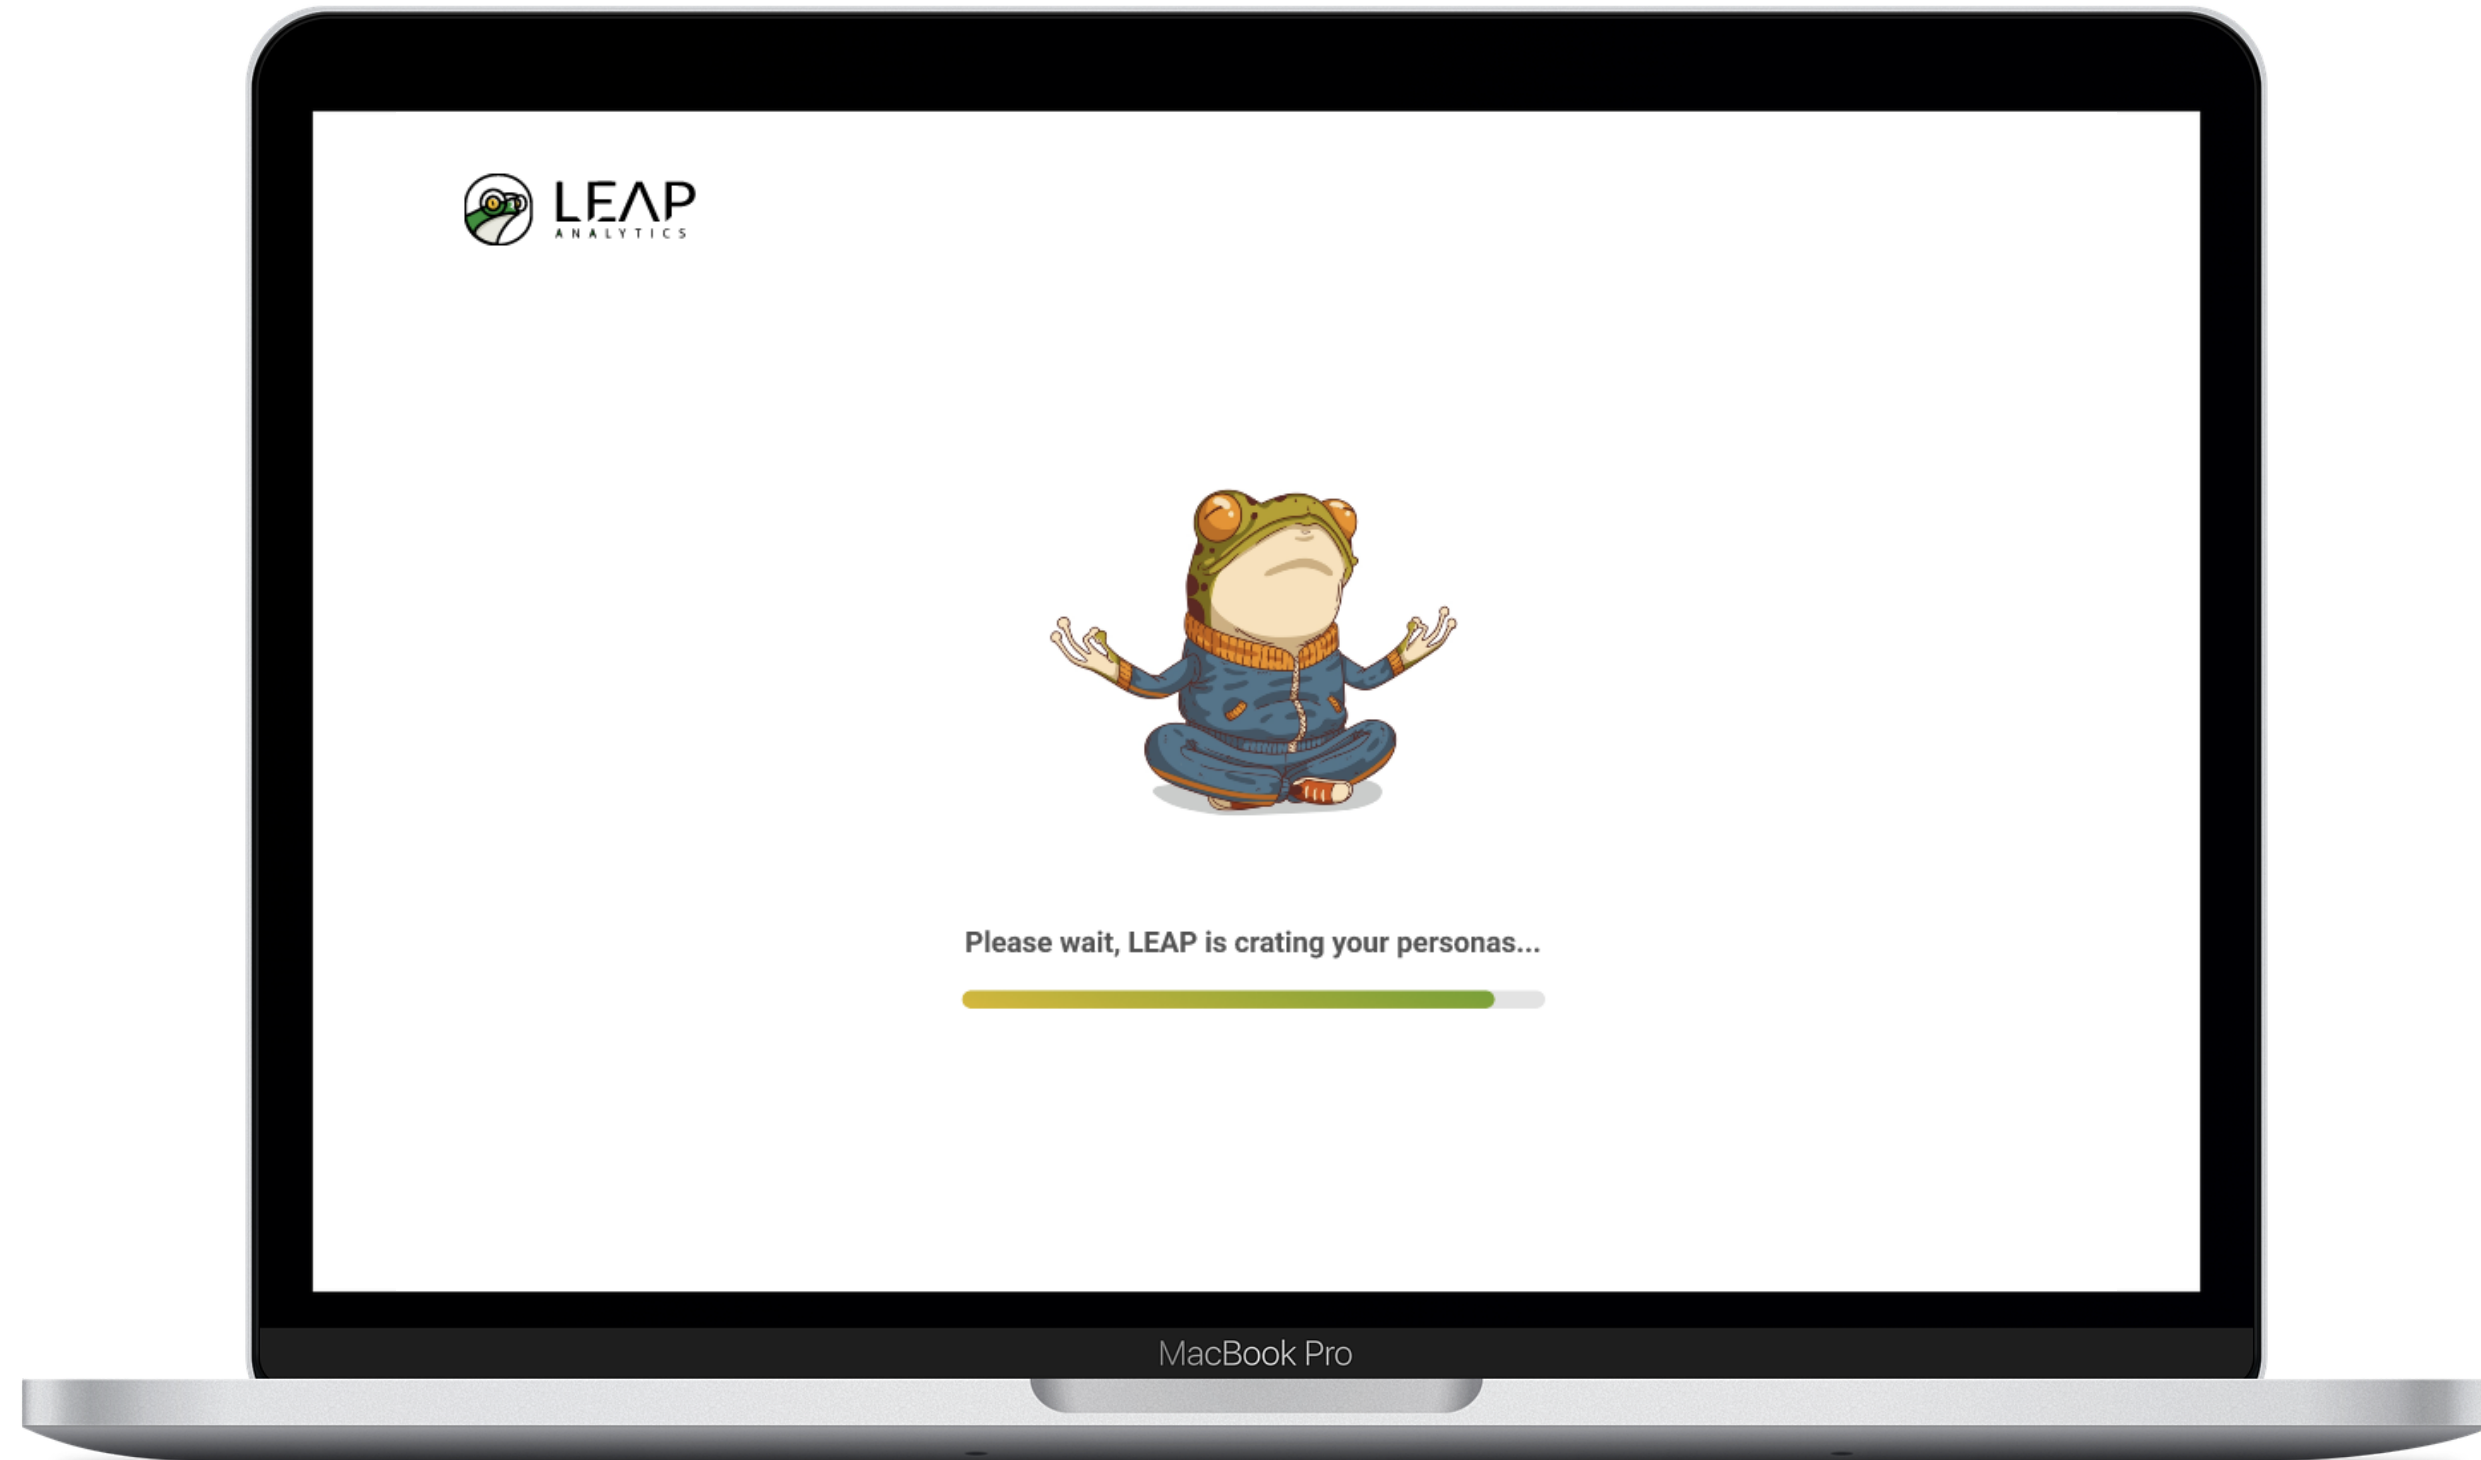 LEAP
ANALYTICS
Please wait, LEAP is crating your personas...
MacBook Pro